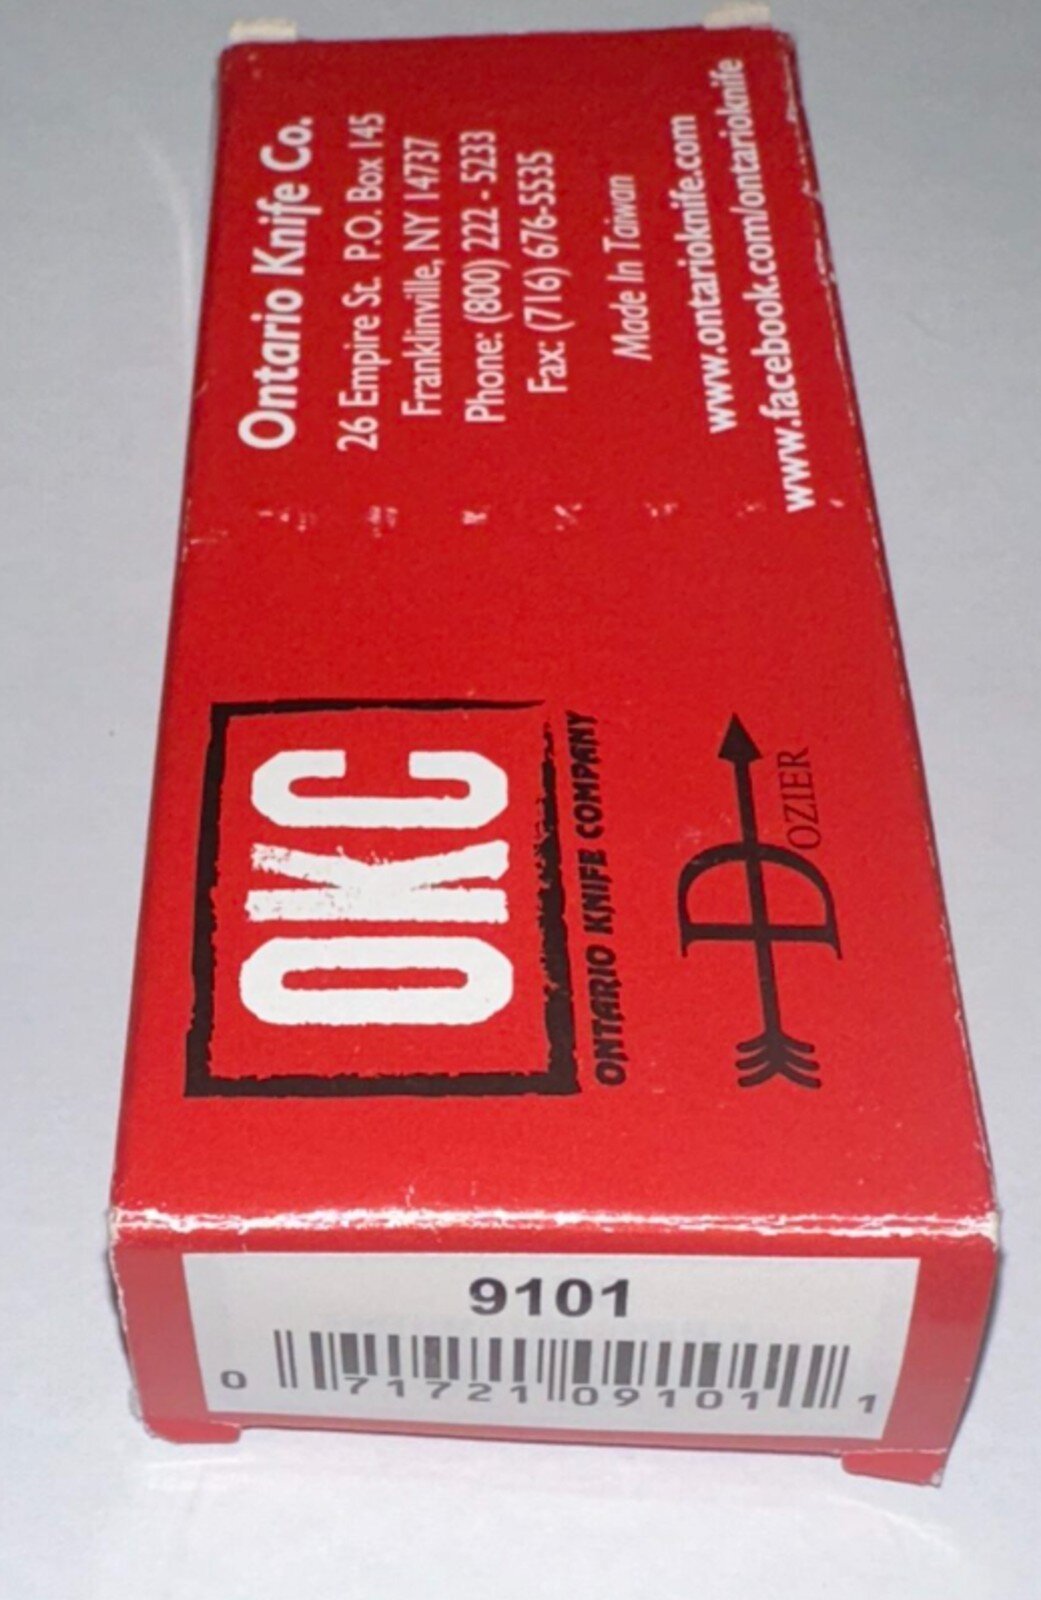 Ontario Knife Co.
26 Empire St. P.O. Box 145
Franklinville, NY 14737
Phone: (800) 222 - 5233
Fax: (716) 676-5535
Made In Taiwan
www.ontarioknife.com
www.facebook.com/ontarioknife
OKC
ONTARIO KNIFE COMPANY
DOZIER
9101
0 71721 09101 1